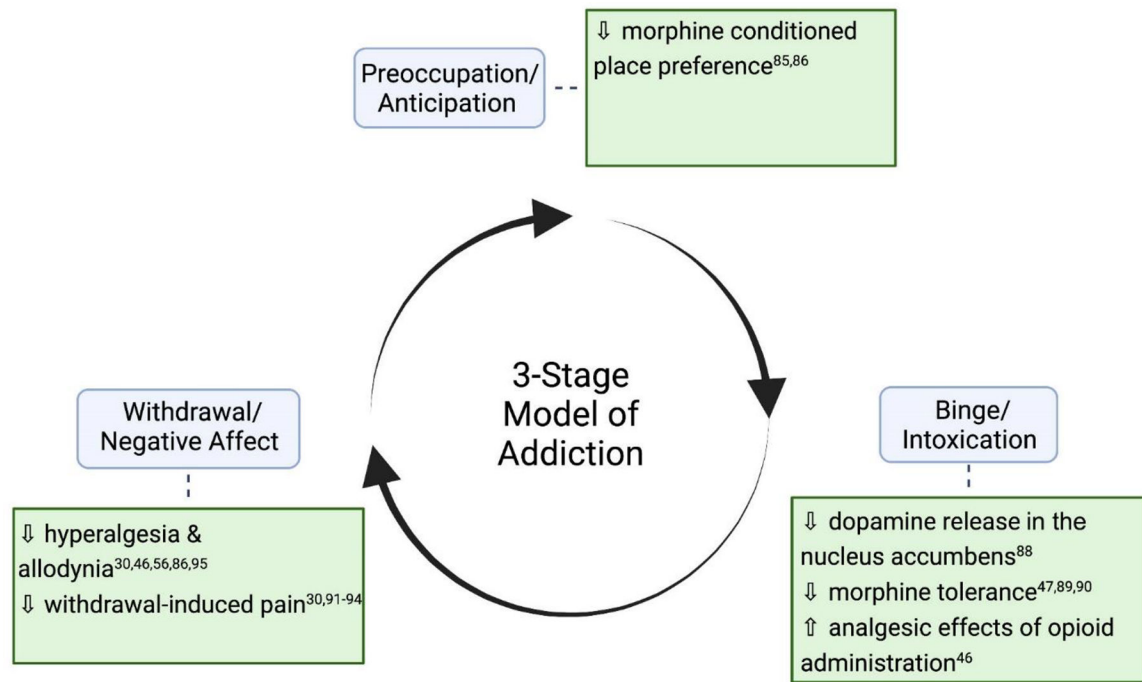 Preoccupation/
Anticipation
⇩ morphine conditioned
place preference85,86
3-Stage
Model of
Addiction
Withdrawal/
Negative Affect
⇩ hyperalgesia &
allodynia30,46,56,86,95
⇩ withdrawal-induced pain30,91-94
Binge/
Intoxication
⇩ dopamine release in the
nucleus accumbens88
⇩ morphine tolerance47,89,90
⇧ analgesic effects of opioid
administration46